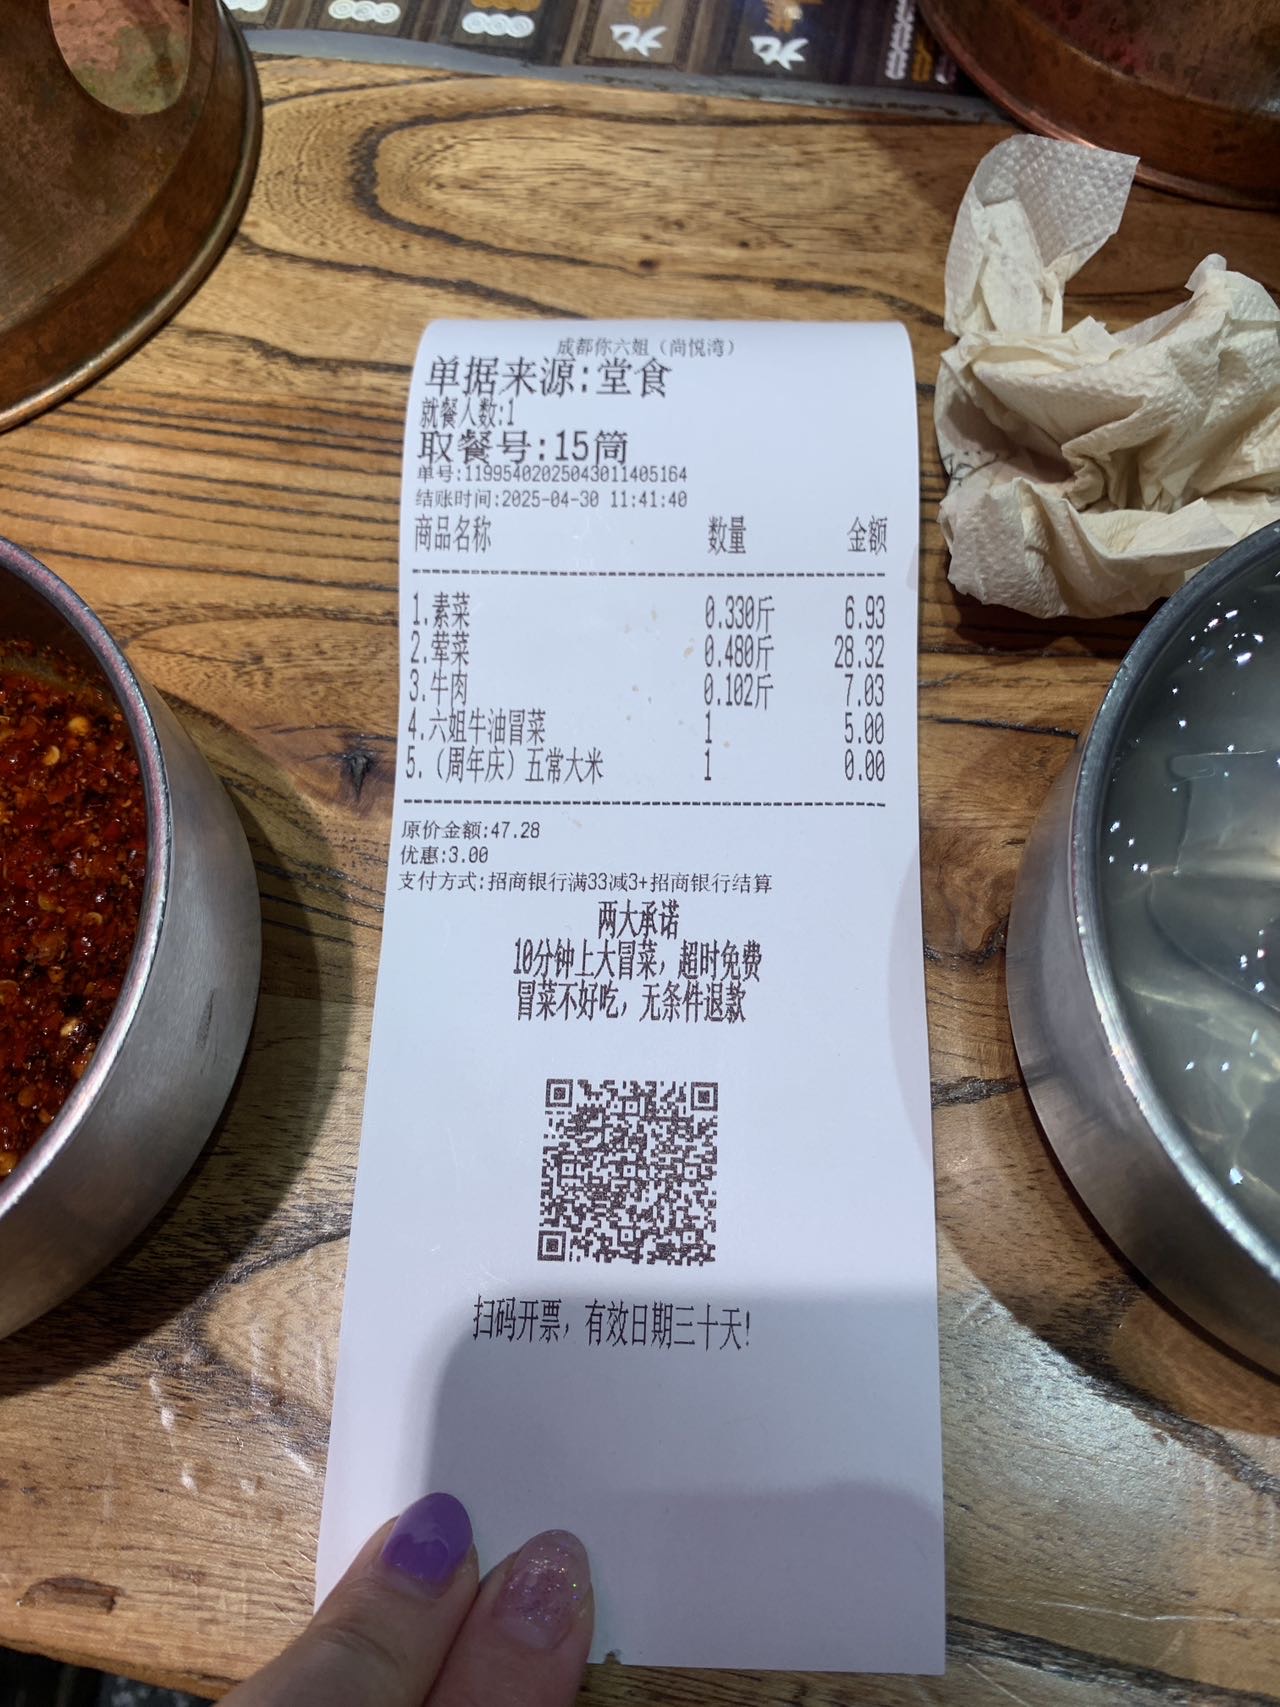 成都你六姐（尚悦湾）
单据来源:堂食
就餐人数:1
取餐号:15筒
单号:11995402025043011405164
结账时间:2025-04-30 11:41:40
商品名称 数量 金额
1.素菜 0.330斤 6.93
2.荤菜 0.480斤 28.32
3.牛肉 0.102斤 7.03
4.六姐牛油冒菜 1 5.00
5.（周年庆）五常大米 1 0.00
原价金额:47.28
优惠:3.00
支付方式:招商银行满33减3+招商银行结算
两大承诺
10分钟上大冒菜，超时免费
冒菜不好吃，无条件退款
扫码开票，有效日期三十天!